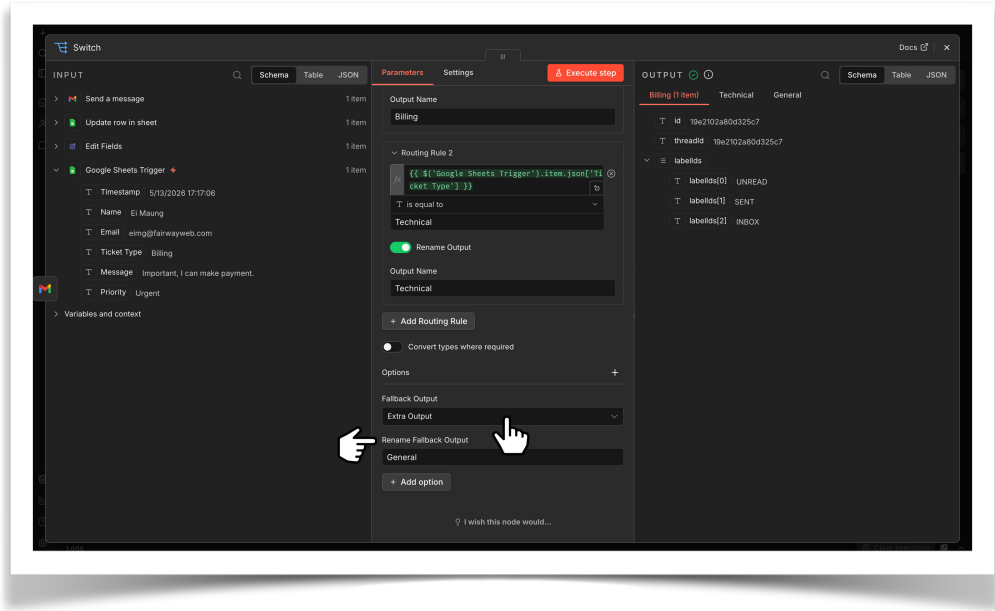 Switch
Docs
INPUT
Schema
Table
JSON
Send a message
1 item
Update row in sheet
1 item
Edit Fields
1 item
Google Sheets Trigger
1 item
T Timestamp 5/13/2026 17:17:06
T Name Ei Maung
T Email eimg@fairwayweb.com
T Ticket Type Billing
T Message Important, I can make payment.
T Priority Urgent
Variables and context
Parameters
Settings
Execute step
Output Name
Billing
Routing Rule 2
fx
{{ $('Google Sheets Trigger').item.json['Ti
cket Type'] }}
T is equal to
Technical
Rename Output
Output Name
Technical
+ Add Routing Rule
Convert types where required
Options +
Fallback Output
Extra Output
Rename Fallback Output
General
+ Add option
I wish this node would...
OUTPUT
Schema
Table
JSON
Billing (1 item)
Technical
General
T id 19e2102a80d325c7
T threadId 19e2102a80d325c7
labelIds
T labelIds[0] UNREAD
T labelIds[1] SENT
T labelIds[2] INBOX
Logs